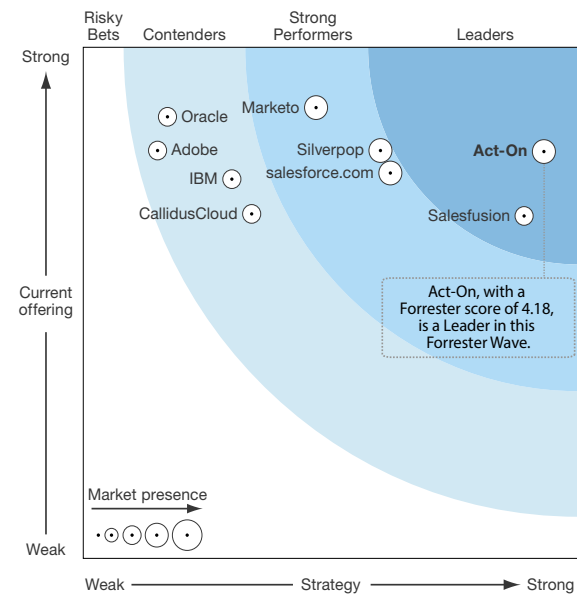 Risky
Bets
Contenders
Strong
Performers
Leaders
Strong
Oracle
Marketo
Adobe
Silverpop
Act-On
IBM
salesforce.com
CallidusCloud
Salesfusion
Current
offering
Act-On, with a
Forrester score of 4.18,
is a Leader in this
Forrester Wave.
Market presence
Weak
Weak
Strategy
Strong